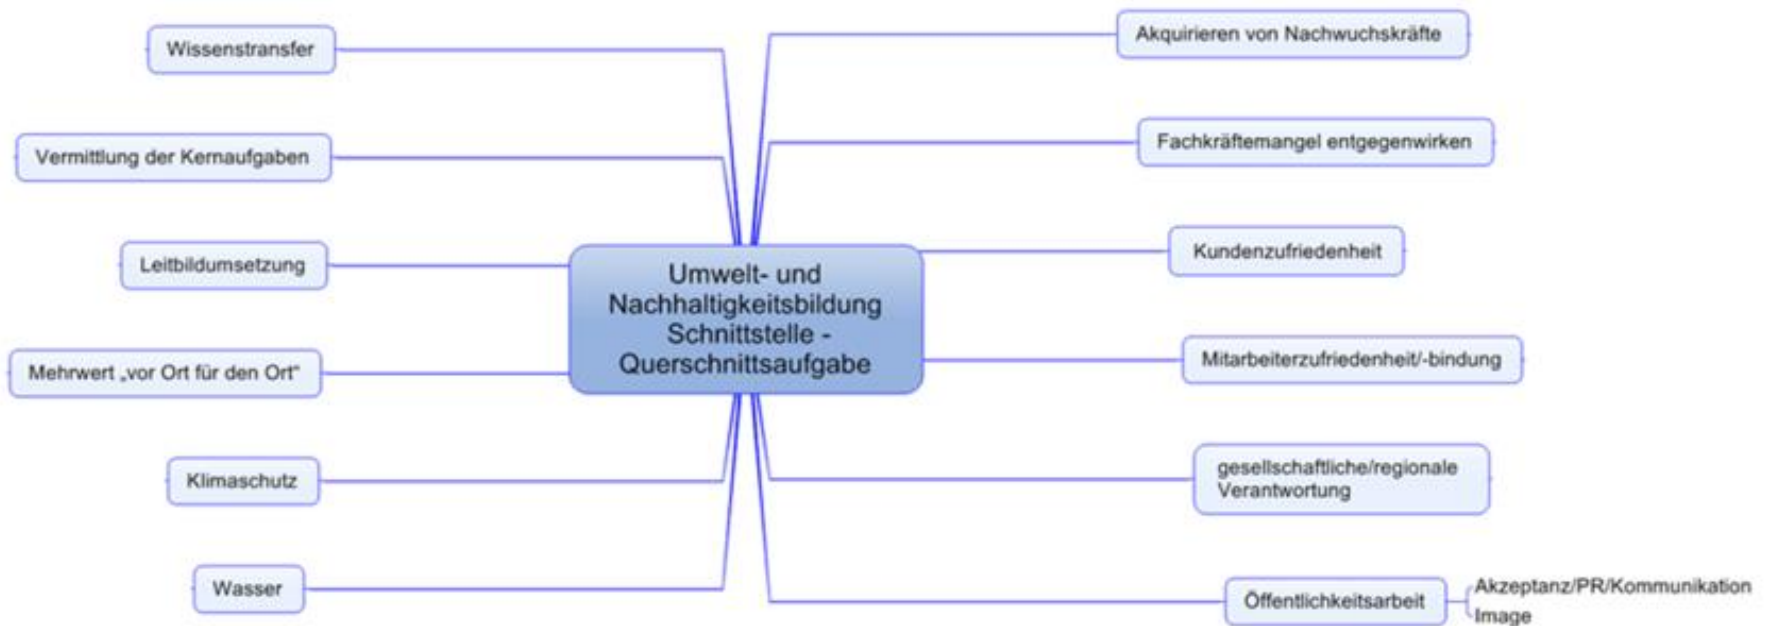 Wissenstransfer
Vermittlung der Kernaufgaben
Leitbildumsetzung
Mehrwert „vor Ort für den Ort“
Klimaschutz
Wasser
Umwelt- und
Nachhaltigkeitsbildung
Schnittstelle -
Querschnittsaufgabe
Akquirieren von Nachwuchskräfte
Fachkräftemangel entgegenwirken
Kundenzufriedenheit
Mitarbeiterzufriedenheit/-bindung
gesellschaftliche/regionale
Verantwortung
Öffentlichkeitsarbeit
Akzeptanz/PR/Kommunikation
Image